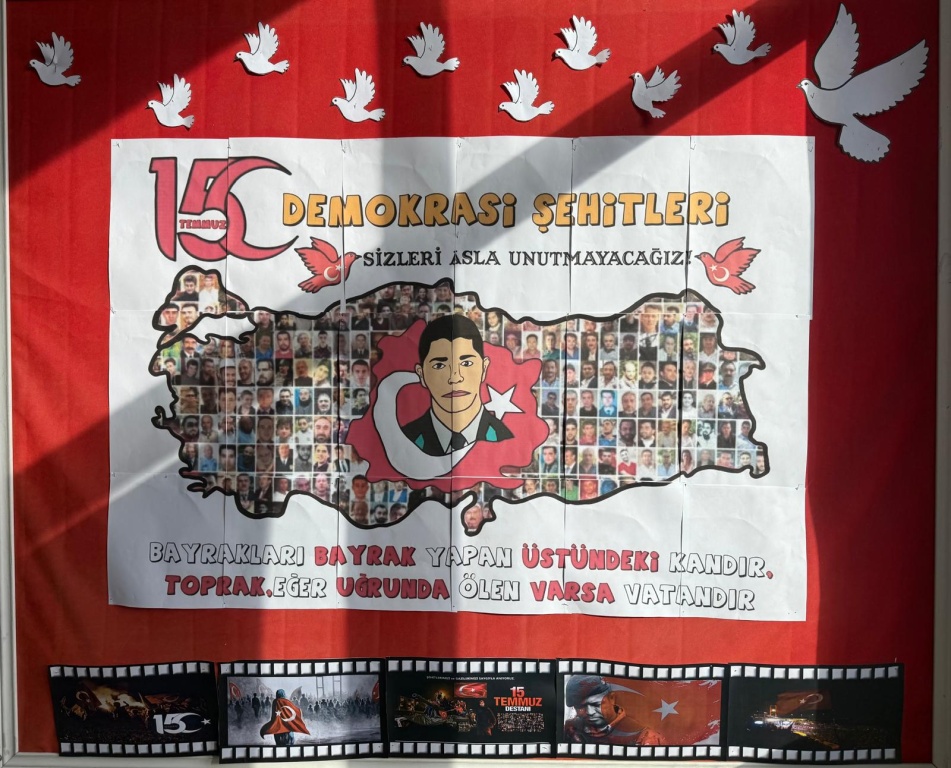 15
TEMMUZ
DEMOKRASİ ŞEHİTLERİ
SİZLERİ ASLA UNUTMAYACAĞIZ!
BAYRAKLARI BAYRAK YAPAN ÜSTÜNDEKİ KANDIR,
TOPRAK.EĞER UĞRUNDA ÖLEN VARSA VATANDIR
15
15
TEMMUZ
DESTANI